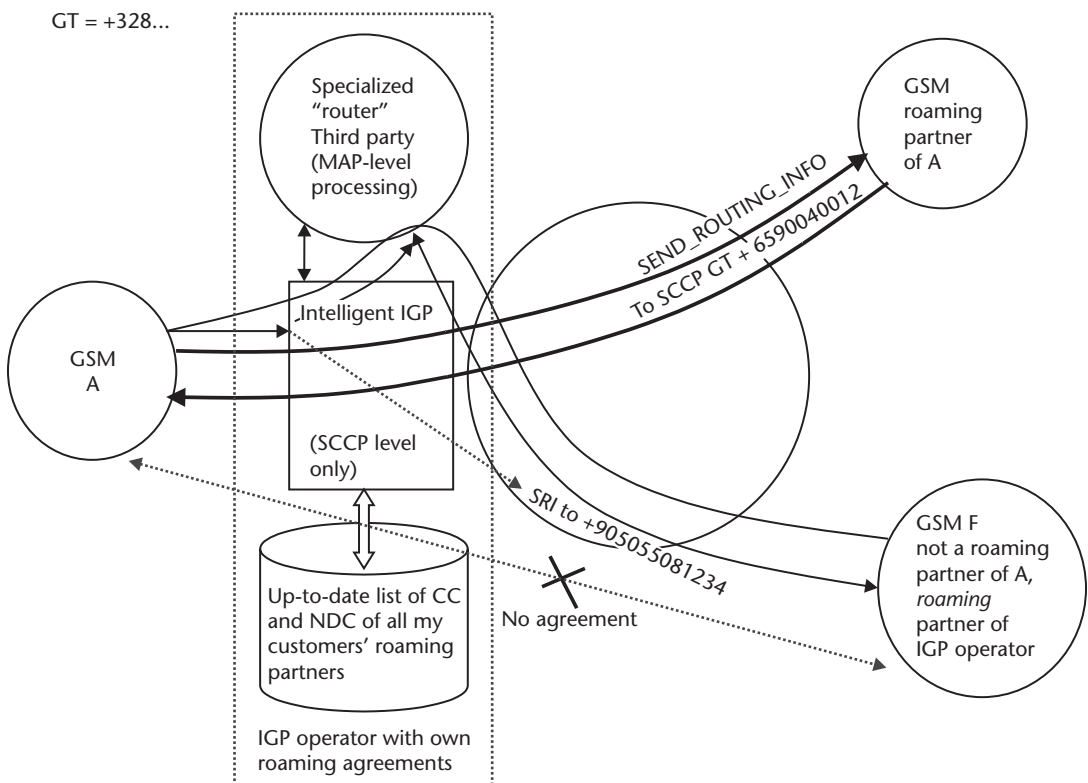 GT = +328...
Specialized
“router”
Third party
(MAP-level
processing)
GSM
roaming
partner
of A
SEND_ROUTING_INFO
To SCCP GT + 6590040012
Intelligent IGP
GSM
A
(SCCP level
only)
SRI to +905055081234
GSM F
not a roaming
partner of A,
roaming
partner of
IGP operator
No agreement
Up-to-date list of CC
and NDC of all my
customers’ roaming
partners
IGP operator with own
roaming agreements